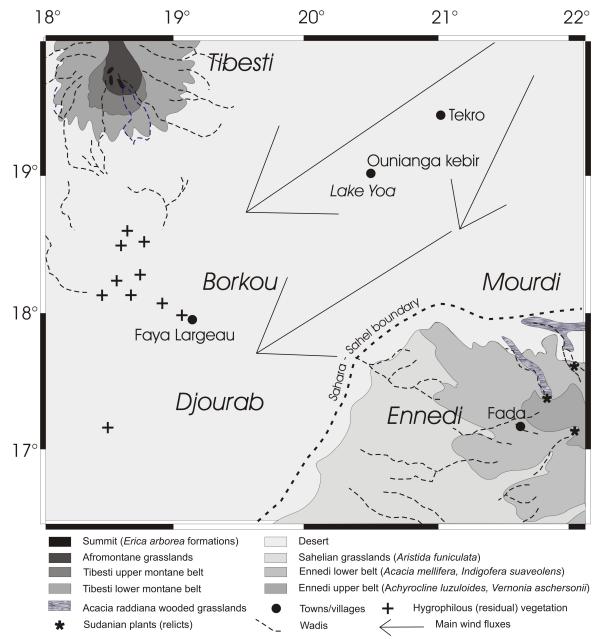 18° 19° 20° 21° 22°
Tibesti
Tekro
Ounianga kebir
19°
Lake Yoa
Borkou
Mourdi
18°
Sahara - Sahel boundary
Faya Largeau
Djourab
Ennedi
Fada
17°
Summit (Erica arborea formations)
Afromontane grasslands
Tibesti upper montane belt
Tibesti lower montane belt
Acacia raddiana wooded grasslands
Sudanian plants (relicts)
Desert
Sahelian grasslands (Aristida funiculata)
Ennedi lower belt (Acacia mellifera, Indigofera suaveolens)
Ennedi upper belt (Achyrocline luzuloides, Vernonia aschersonii)
Towns/villages
Hygrophilous (residual) vegetation
Wadis
Main wind fluxes